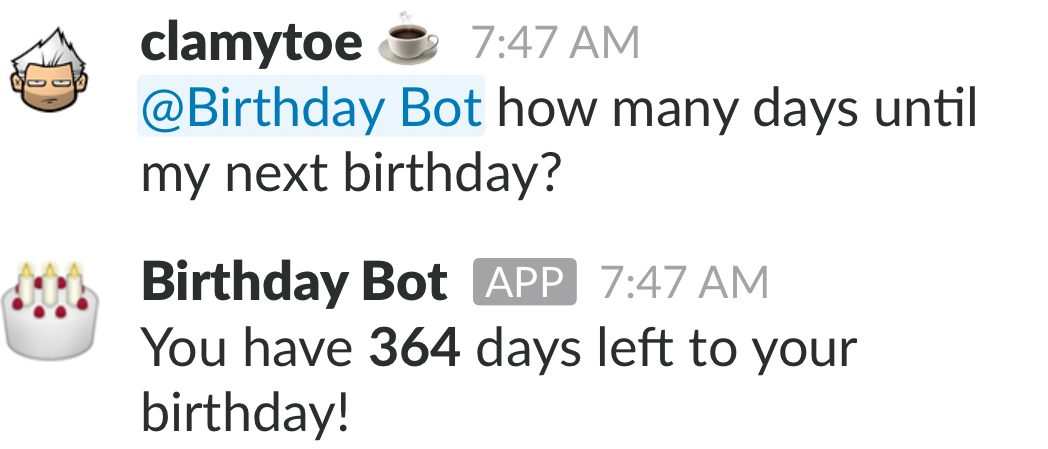 clamytoe 7:47 AM
@Birthday Bot how many days until
my next birthday?
Birthday Bot APP 7:47 AM
You have 364 days left to your
birthday!